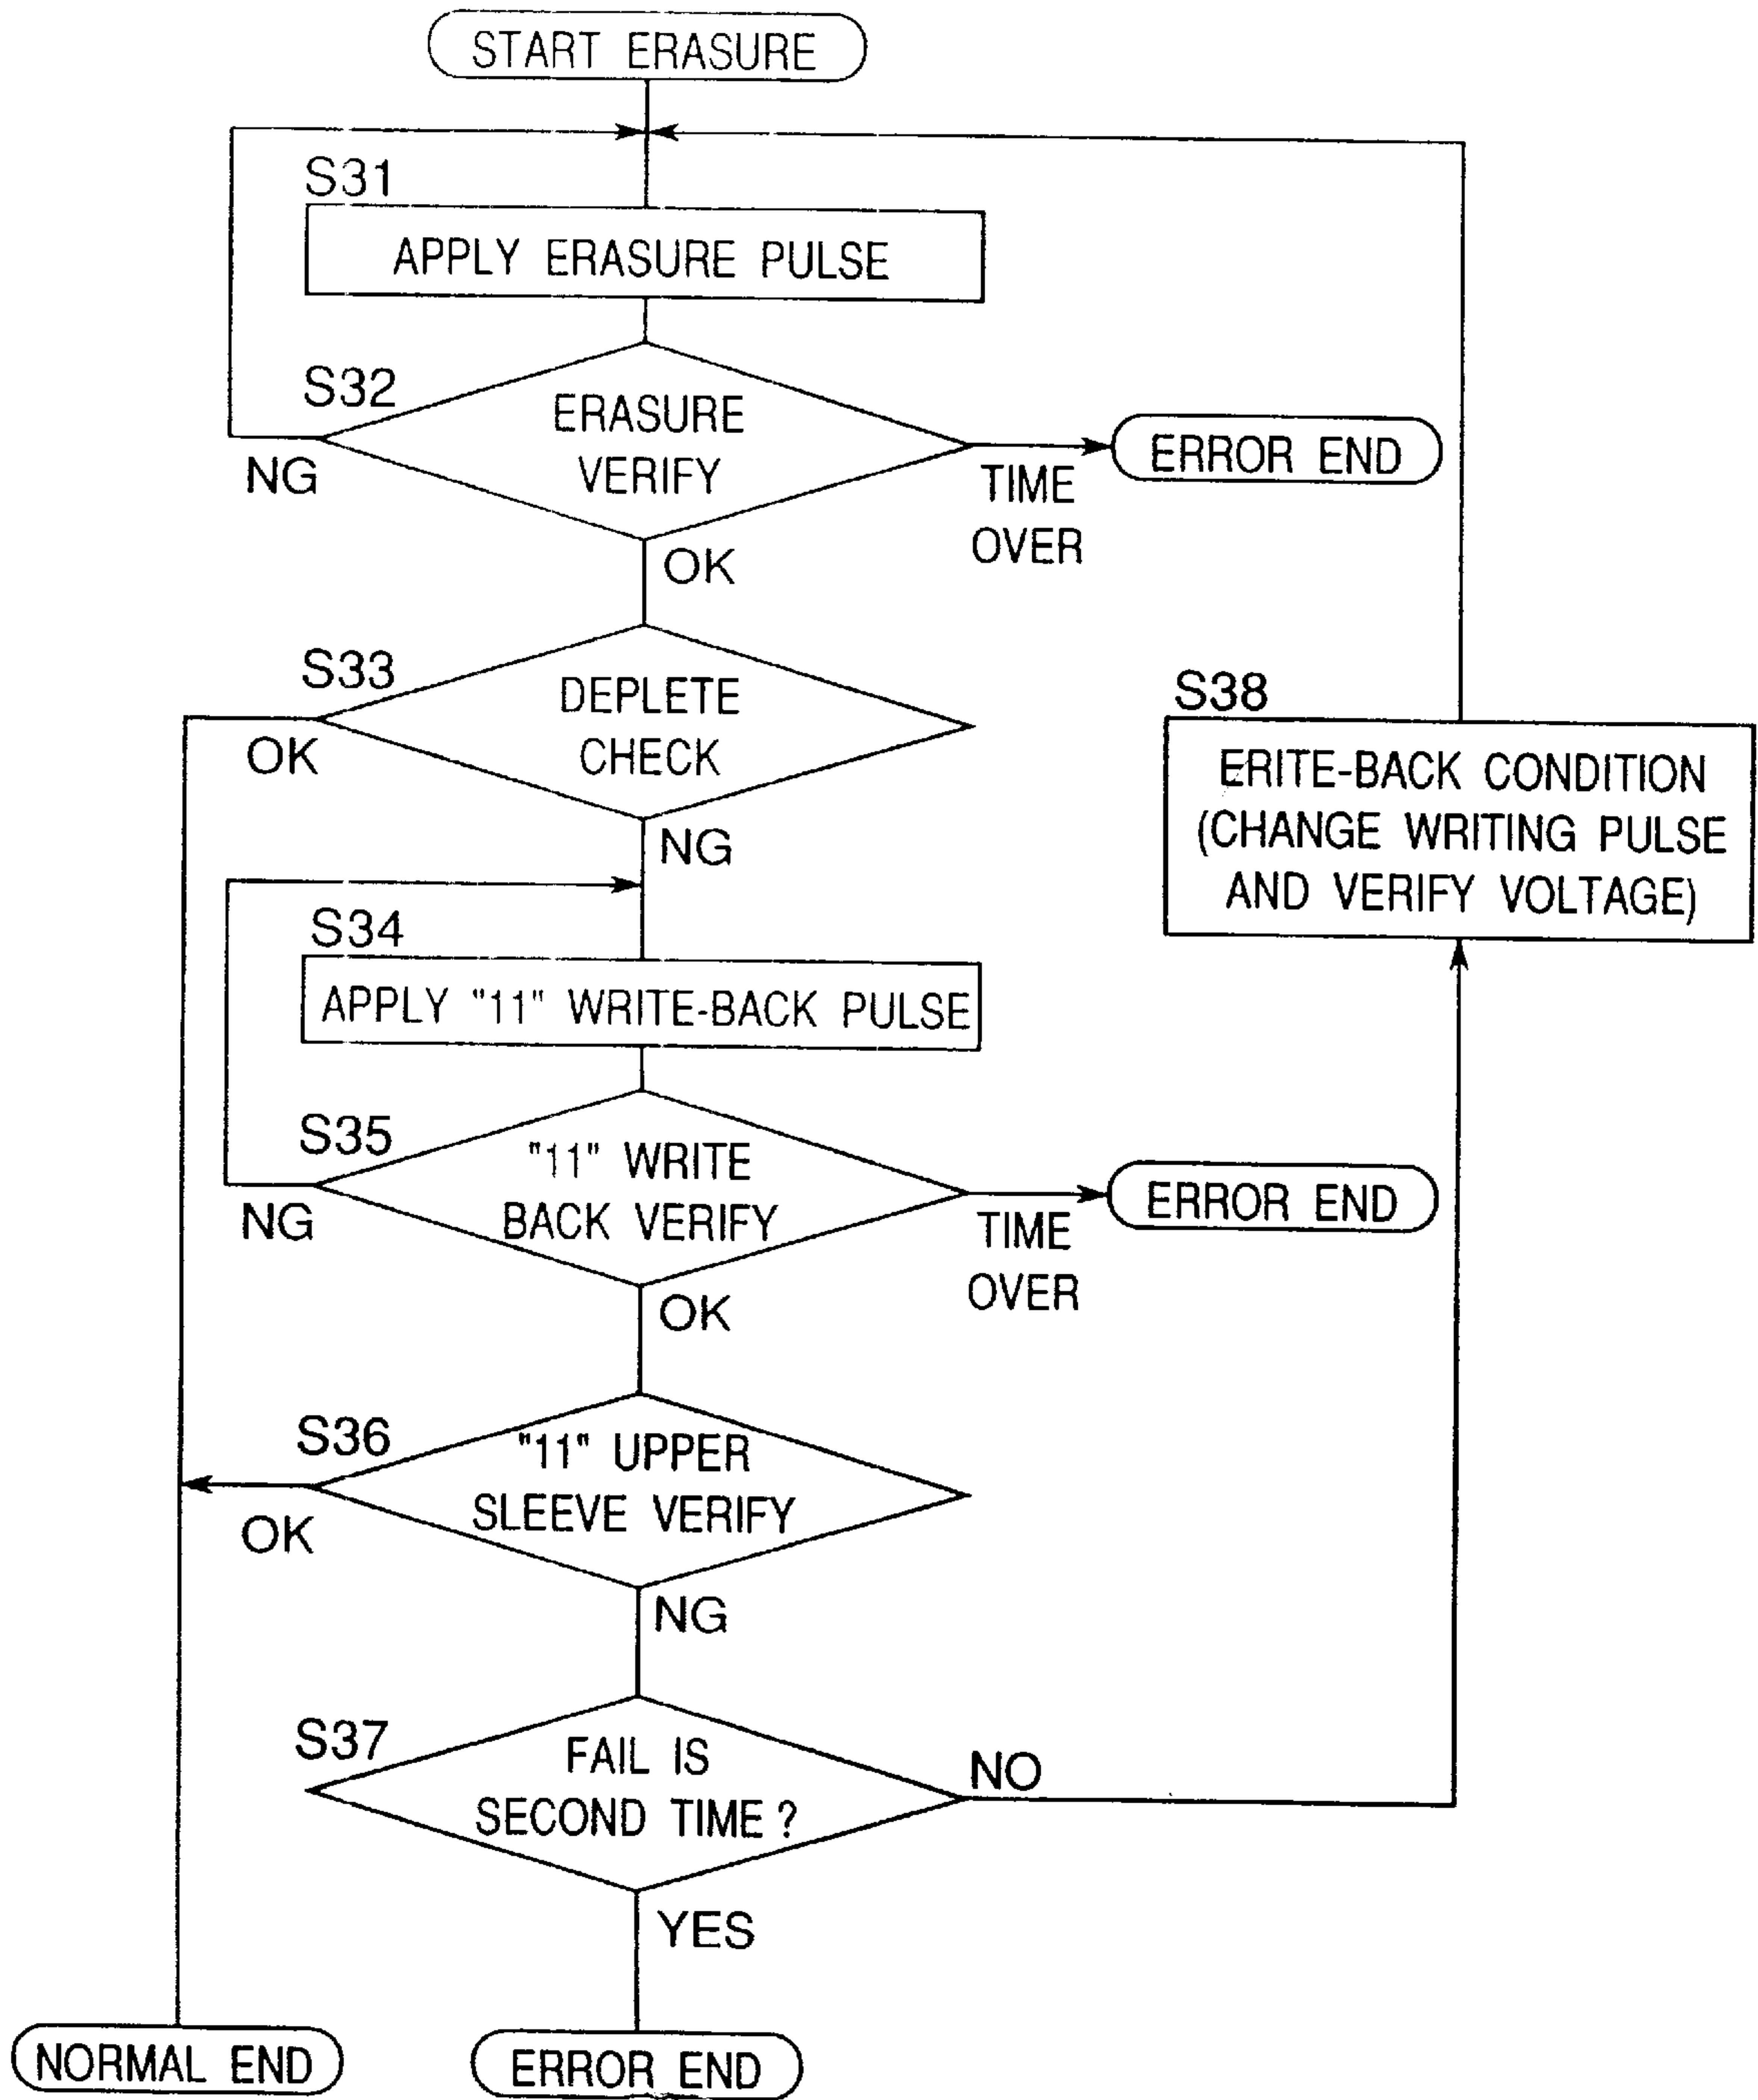 START ERASURE
S31
APPLY ERASURE PULSE
S32
ERASURE
VERIFY
NG
TIME
OVER
ERROR END
OK
S33
DEPLETE
CHECK
OK
NG
S34
APPLY "11" WRITE-BACK PULSE
S35
"11" WRITE
BACK VERIFY
NG
TIME
OVER
ERROR END
OK
S36
"11" UPPER
SLEEVE VERIFY
OK
NG
S37
FAIL IS
SECOND TIME ?
NO
S38
ERITE-BACK CONDITION
(CHANGE WRITING PULSE
AND VERIFY VOLTAGE)
YES
NORMAL END
ERROR END